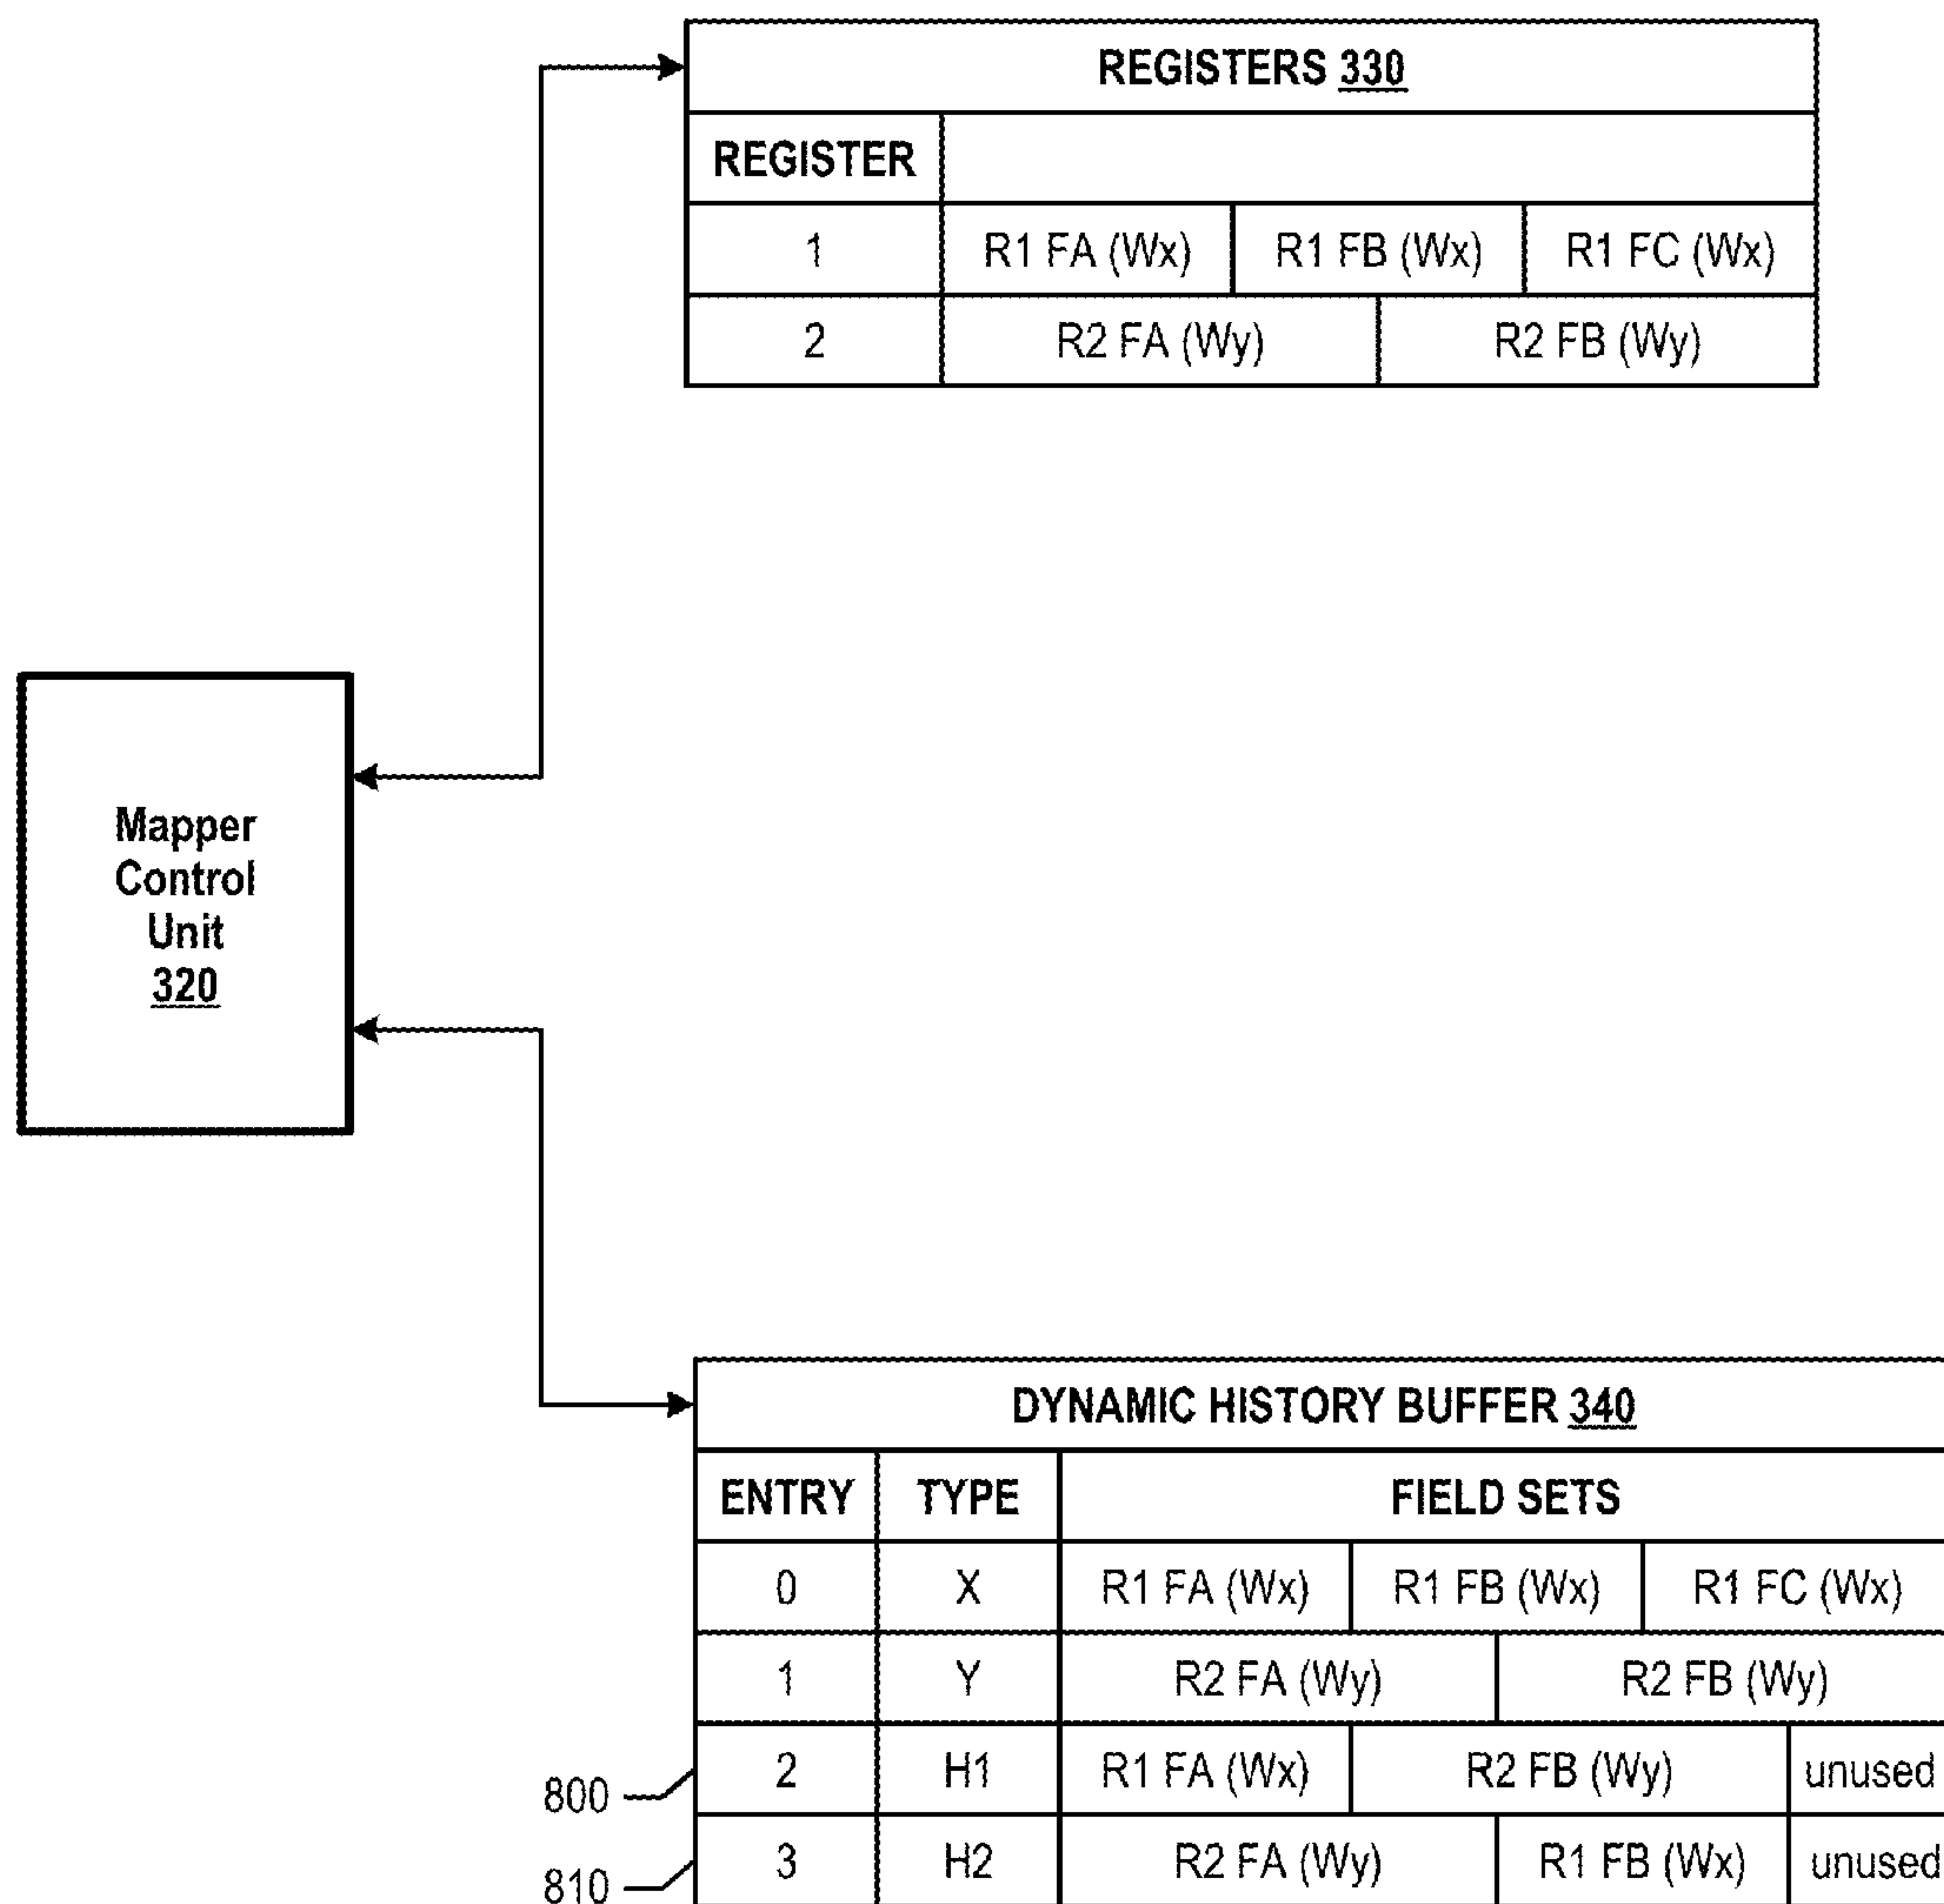 REGISTERS 330
REGISTER
1 R1 FA (Wx) R1 FB (Wx) R1 FC (Wx)
2 R2 FA (Wy) R2 FB (Wy)
Mapper
Control
Unit
320
DYNAMIC HISTORY BUFFER 340
ENTRY TYPE FIELD SETS
0 X R1 FA (Wx) R1 FB (Wx) R1 FC (Wx)
1 Y R2 FA (Wy) R2 FB (Wy)
800 2 H1 R1 FA (Wx) R2 FB (Wy) unused
810 3 H2 R2 FA (Wy) R1 FB (Wx) unused